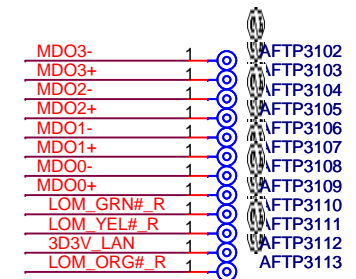 MDO3- 1 AFTP3102
MDO3+ 1 AFTP3103
MDO2- 1 AFTP3104
MDO2+ 1 AFTP3105
MDO1- 1 AFTP3106
MDO1+ 1 AFTP3107
MDO0- 1 AFTP3108
MDO0+ 1 AFTP3109
LOM_GRN#_R 1 AFTP3110
LOM_YEL#_R 1 AFTP3111
3D3V_LAN 1 AFTP3112
LOM_ORG#_R 1 AFTP3113